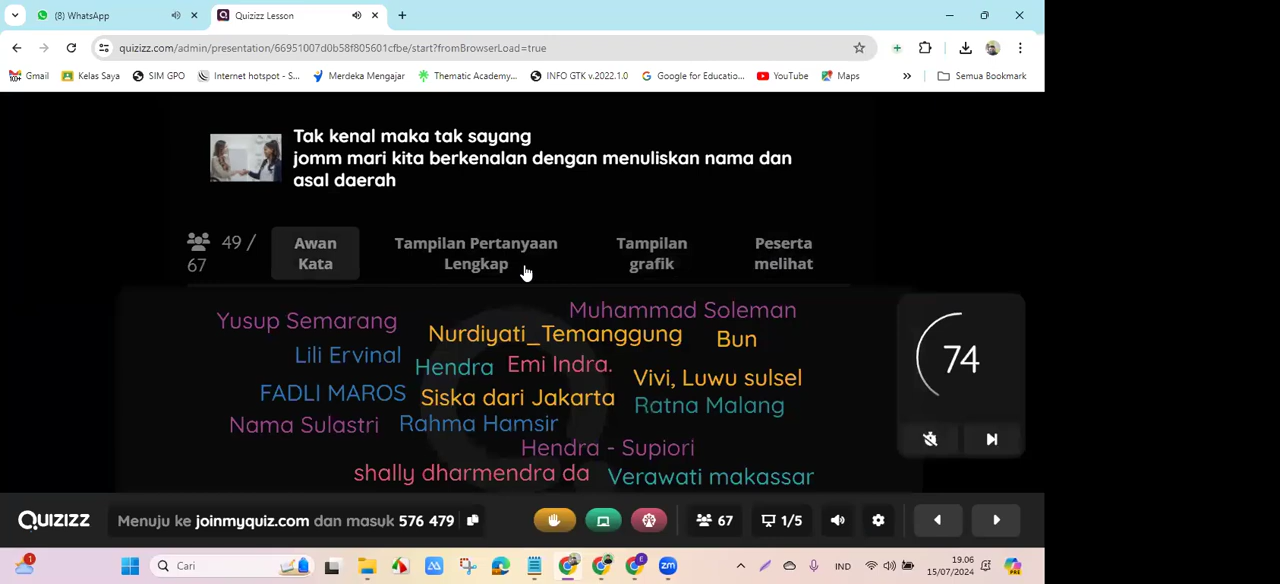 (8) WhatsApp
Quizizz Lesson
quizizz.com/admin/presentation/66951007d0b58f805601cfbe/start?fromBrowserLoad=true
Gmail
Kelas Saya
SIM GPO
Internet hotspot - S...
Merdeka Mengajar
Thematic Academy...
INFO GTK v.2022.1.0
Google for Educatio...
YouTube
Maps
Semua Bookmark
Tak kenal maka tak sayang
jomm mari kita berkenalan dengan menuliskan nama dan
asal daerah
49 /
67
Awan
Kata
Tampilan Pertanyaan
Lengkap
Tampilan
grafik
Peserta
melihat
Muhammad Soleman
Yusup Semarang
Nurdiyati_Temanggung
Bun
Lili Ervinal
Hendra
Emi Indra.
Vivi, Luwu sulsel
FADLI MAROS
Siska dari Jakarta
Ratna Malang
Nama Sulastri
Rahma Hamsir
Hendra - Supiori
shally dharmendra da
Verawati makassar
74
QUIZIZZ
Menuju ke joinmyquiz.com dan masuk 576 479
67
1/5
1
Cari
IND
19.06
15/07/2024